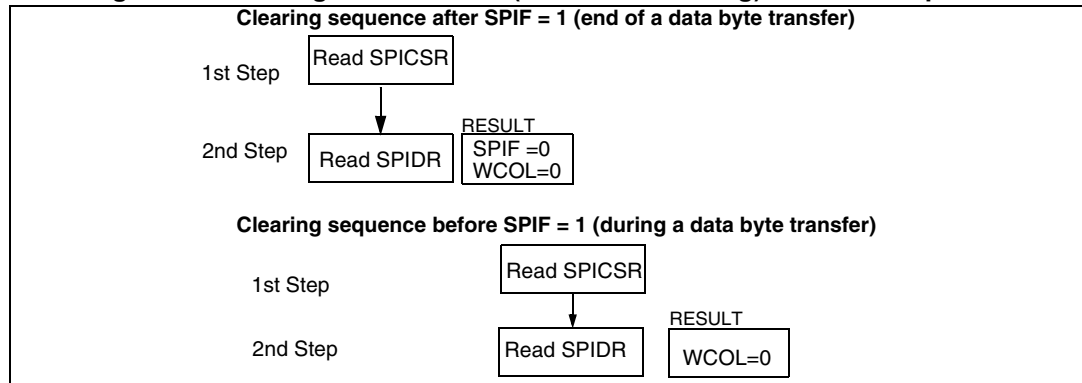 Clearing sequence after SPIF = 1 (end of a data byte transfer)
1st Step
Read SPICSR
2nd Step
Read SPIDR
RESULT
SPIF =0
WCOL=0
Clearing sequence before SPIF = 1 (during a data byte transfer)
1st Step
Read SPICSR
2nd Step
Read SPIDR
RESULT
WCOL=0